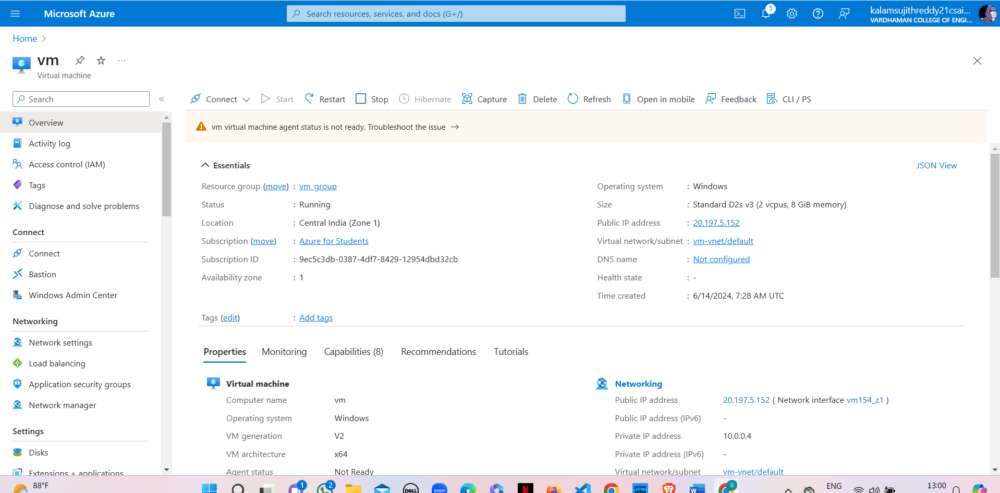 Microsoft Azure
Search resources, services, and docs (G+/)
5
kalamsujithreddy21csai...
VARDHAMAN COLLEGE OF ENGI...
Home
vm
...
Virtual machine
Search
«
Connect
Start
Restart
Stop
Hibernate
Capture
Delete
Refresh
Open in mobile
Feedback
CLI / PS
vm virtual machine agent status is not ready. Troubleshoot the issue →
Overview
Activity log
Access control (IAM)
Tags
Diagnose and solve problems
Connect
Connect
Bastion
Windows Admin Center
Networking
Network settings
Load balancing
Application security groups
Network manager
Settings
Disks
Extensions + applications
Essentials
JSON View
Resource group (move) : vm_group
Status : Running
Location : Central India (Zone 1)
Subscription (move) : Azure for Students
Subscription ID : 9ec5c3db-0387-4df7-8429-12954dbd32cb
Availability zone : 1
Operating system : Windows
Size : Standard D2s v3 (2 vcpus, 8 GiB memory)
Public IP address : 20.197.5.152
Virtual network/subnet : vm-vnet/default
DNS name : Not configured
Health state : -
Time created : 6/14/2024, 7:28 AM UTC
Tags (edit) : Add tags
Properties
Monitoring
Capabilities (8)
Recommendations
Tutorials
Virtual machine
Computer name vm
Operating system Windows
VM generation V2
VM architecture x64
Agent status Not Ready
Networking
Public IP address 20.197.5.152 ( Network interface vm154_z1 )
Public IP address (IPv6) -
Private IP address 10.0.0.4
Private IP address (IPv6) -
Virtual network/subnet vm-vnet/default
88°F
1
2
DELL
zoom
N
prime video
W
S
ENG
13:00